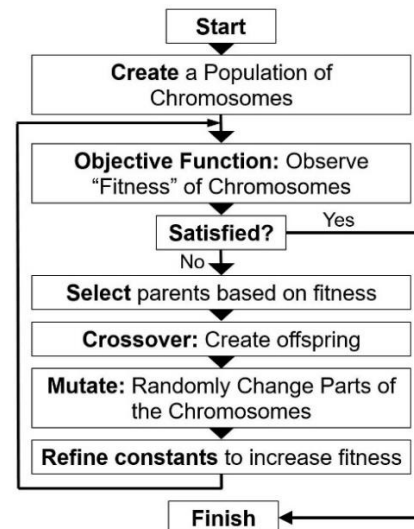 Start
Create a Population of
Chromosomes
Objective Function: Observe
“Fitness” of Chromosomes
Satisfied?
Yes
No
Select parents based on fitness
Crossover: Create offspring
Mutate: Randomly Change Parts of
the Chromosomes
Refine constants to increase fitness
Finish